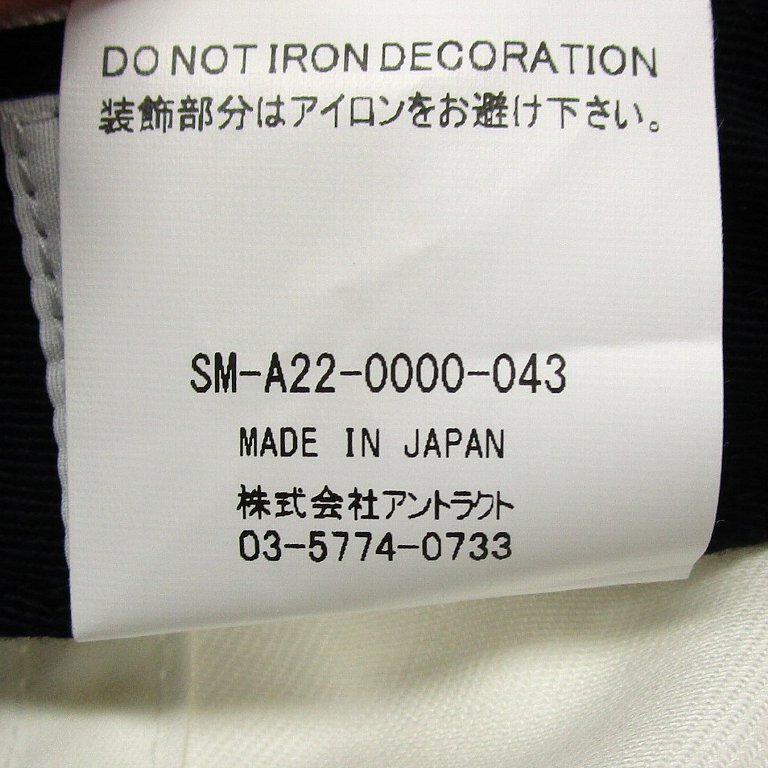 DO NOT IRON DECORATION
装飾部分はアイロンをお避け下さい。
SM-A22-0000-043
MADE IN JAPAN
株式会社アントラクト
03-5774-0733